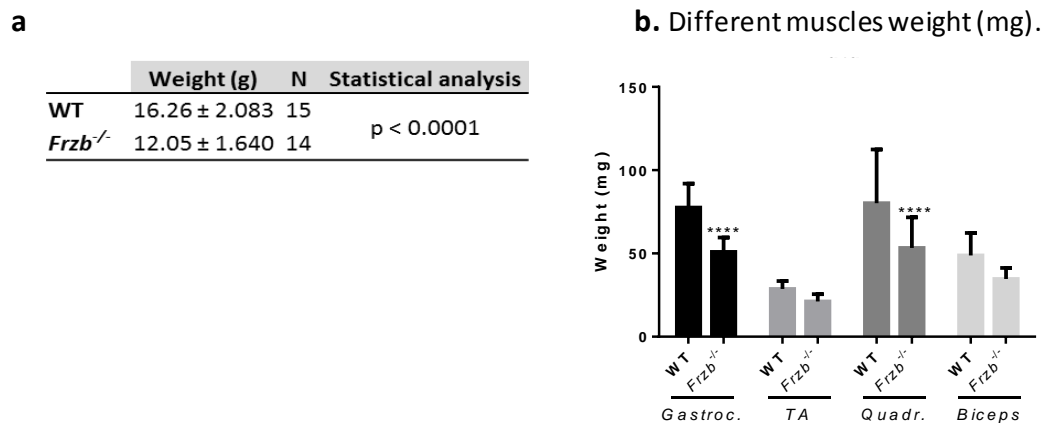 a
Weight (g) N Statistical analysis
WT 16.26 ± 2.083 15
p < 0.0001
Frzb-/- 12.05 ± 1.640 14
b. Different muscles weight (mg).
150
100
50
0
Weight (mg)
****
****
WT Frzb-/- WT Frzb-/- WT Frzb-/- WT Frzb-/-
Gastroc. TA Quadr. Biceps